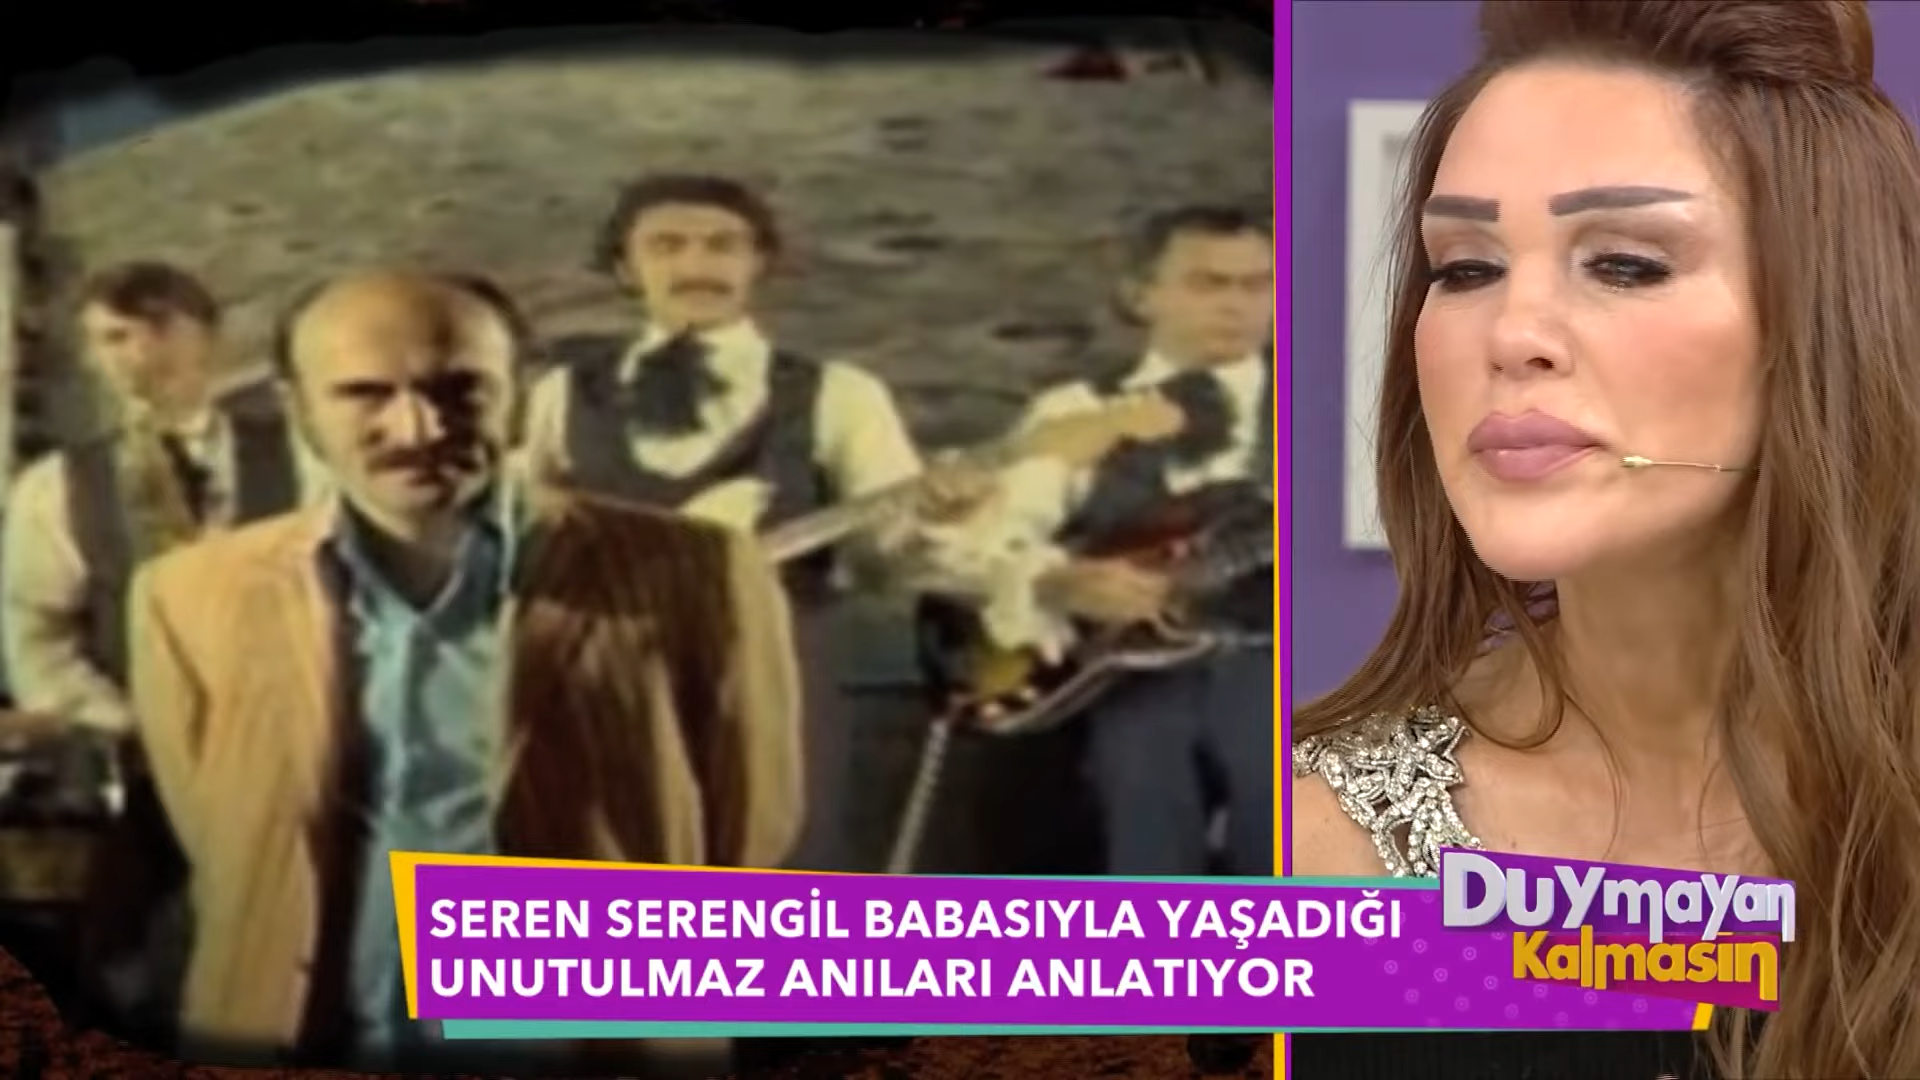 SEREN SERENGİL BABASIYLA YAŞADIĞI
UNUTULMAZ ANILARI ANLATIYOR
Duymayan
Kalmasın